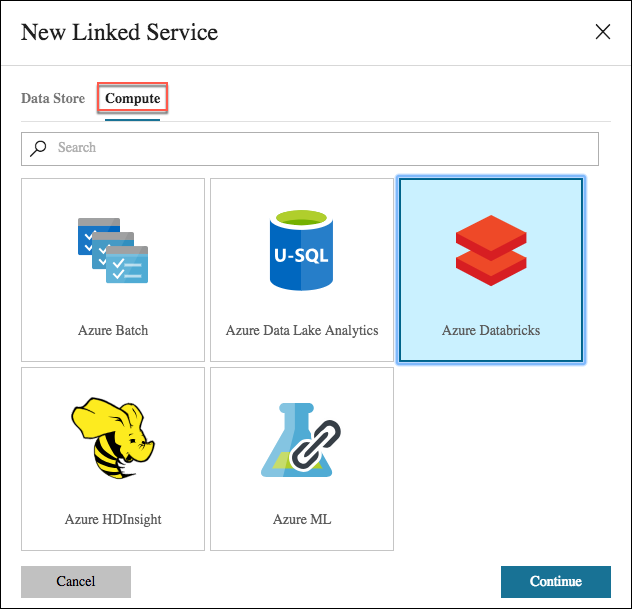 New Linked Service
Data Store Compute
Search
U-SQL
Azure Batch Azure Data Lake Analytics Azure Databricks
Azure HDInsight Azure ML
Cancel Continue